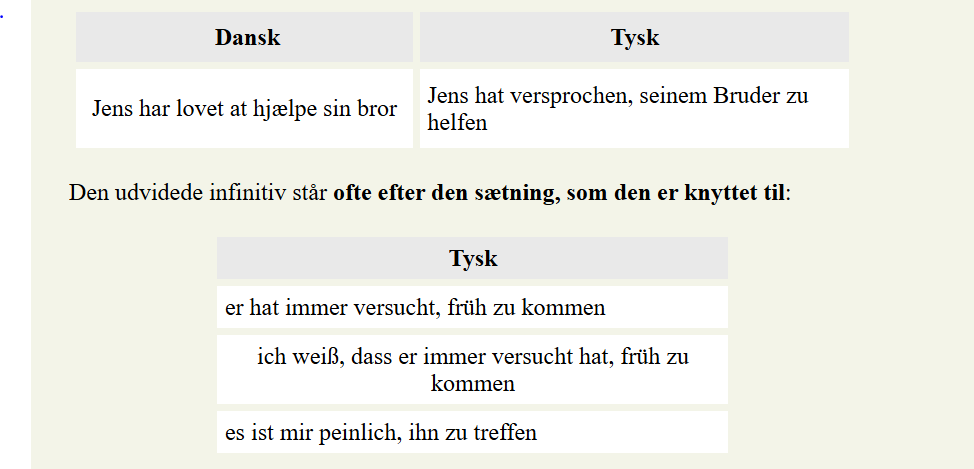 Dansk
Tysk
Jens har lovet at hjælpe sin bror
Jens hat versprochen, seinem Bruder zu
helfen
Den udvidede infinitiv står ofte efter den sætning, som den er knyttet til:
Tysk
er hat immer versucht, früh zu kommen
ich weiß, dass er immer versucht hat, früh zu
kommen
es ist mir peinlich, ihn zu treffen